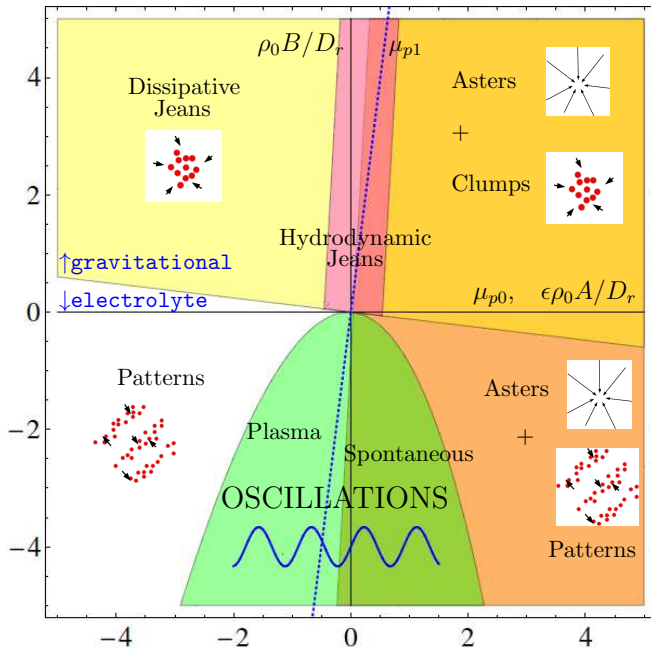 4
2
0
−2
−4
ρ₀B/Dᵣ
μₚ₁
Dissipative
Jeans
Asters
+
Clumps
Hydrodynamic
Jeans
↑gravitational
↓electrolyte
μₚ₀, ϵρ₀A/Dᵣ
Patterns
Plasma
Spontaneous
OSCILLATIONS
Asters
+
Patterns
−4
−2
0
2
4